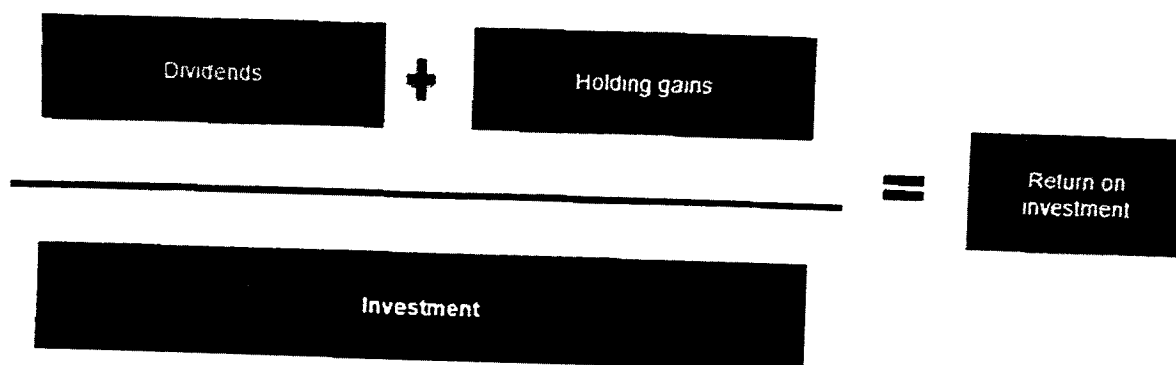 Dividends
+
Holding gains
=
Return on
investment
Investment